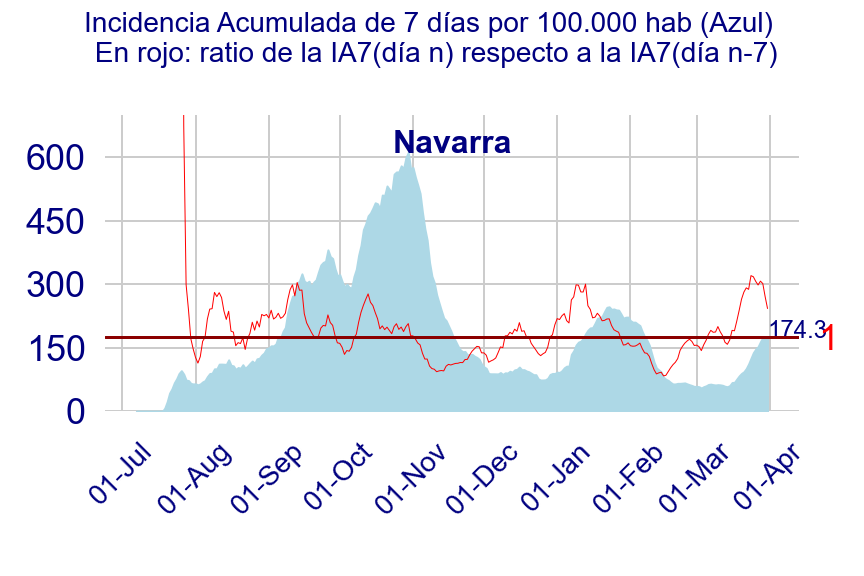 Incidencia Acumulada de 7 días por 100.000 hab (Azul)
En rojo: ratio de la IA7(día n) respecto a la IA7(día n-7)
Navarra
600
450
300
174.3
1
150
0
01-Jul
01-Aug
01-Sep
01-Oct
01-Nov
01-Dec
01-Jan
01-Feb
01-Mar
01-Apr